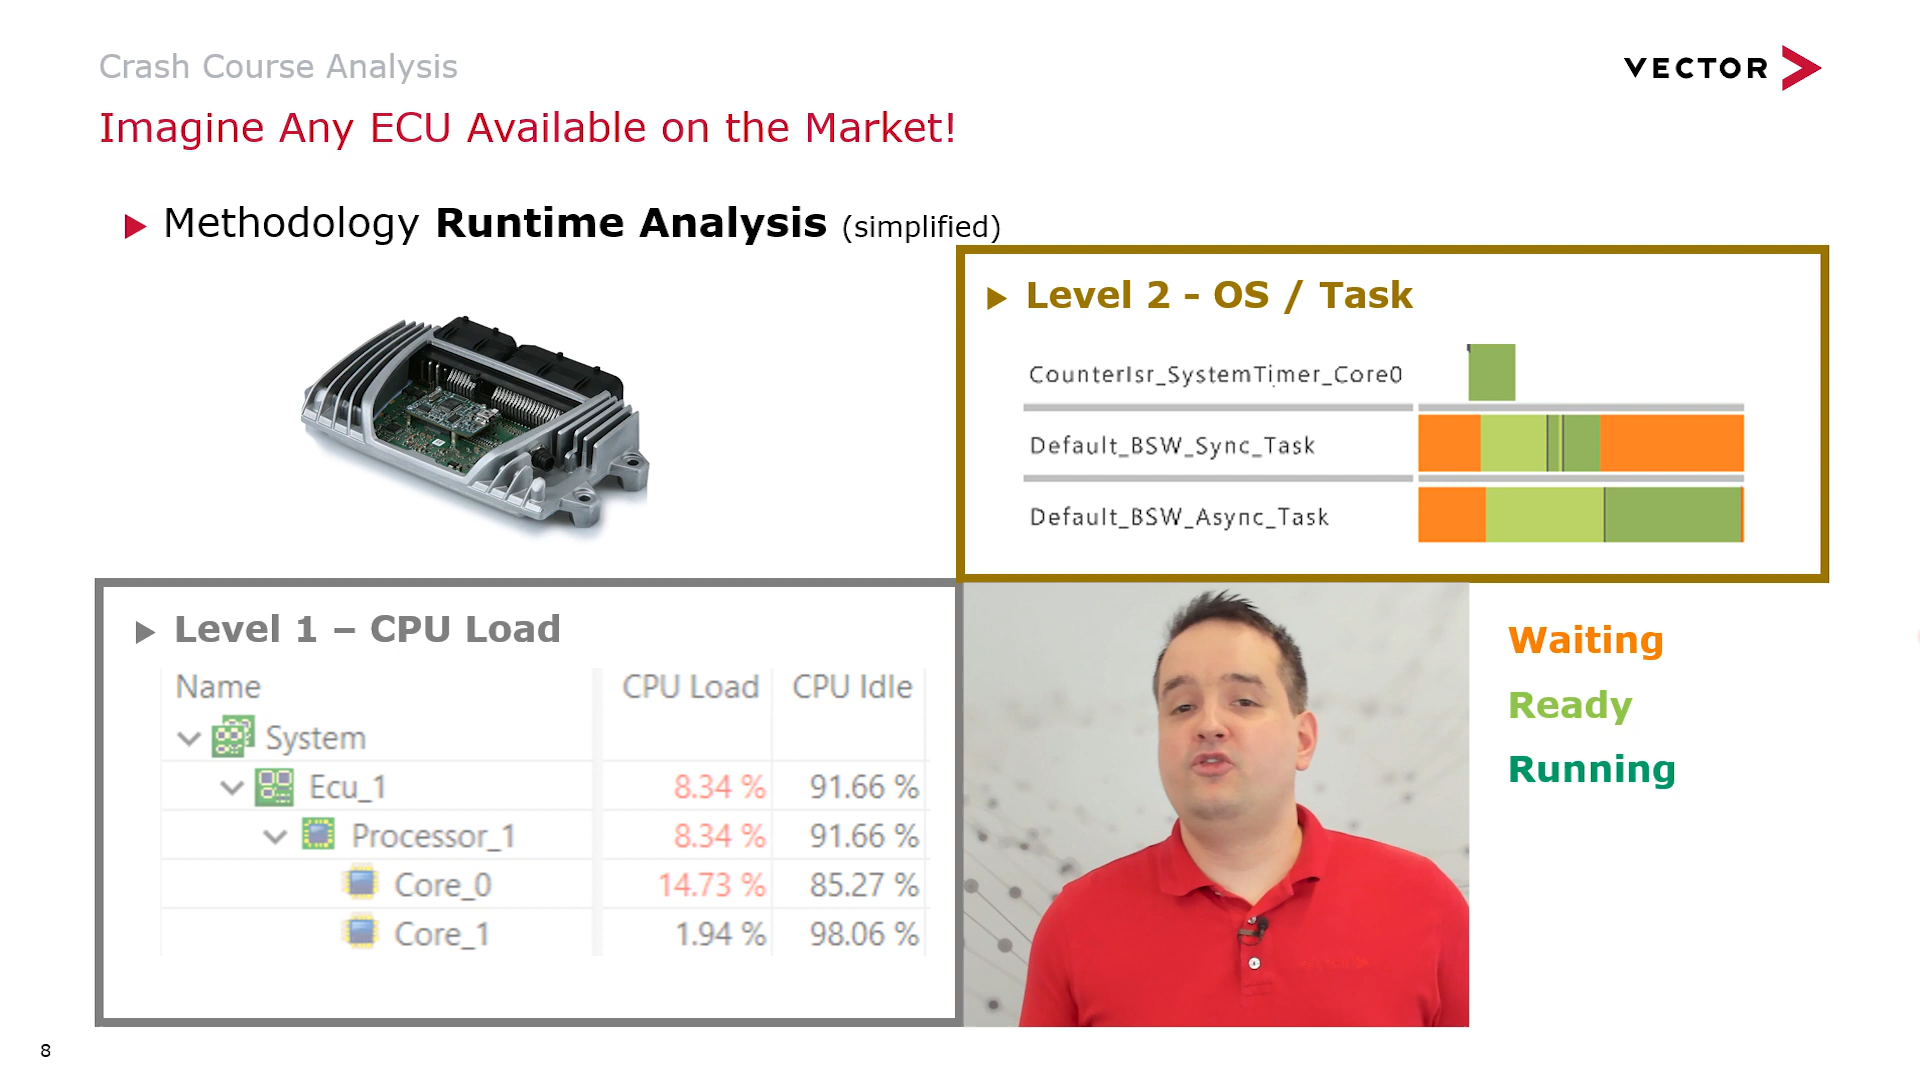 Crash Course Analysis
VECTOR
Imagine Any ECU Available on the Market!
Methodology Runtime Analysis (simplified)
Level 2 - OS / Task
CounterIsr_SystemTimer_Core0
Default_BSW_Sync_Task
Default_BSW_Async_Task
Level 1 – CPU Load
Name CPU Load CPU Idle
System
Ecu_1 8.34 % 91.66 %
Processor_1 8.34 % 91.66 %
Core_0 14.73 % 85.27 %
Core_1 1.94 % 98.06 %
Waiting
Ready
Running
8